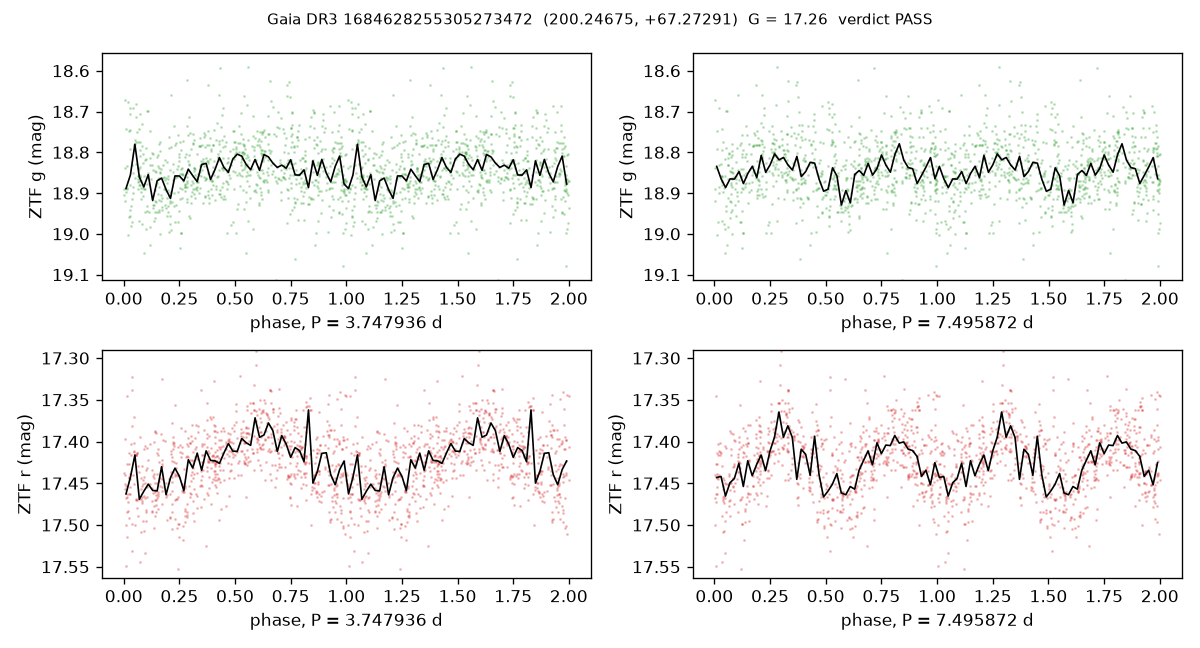 Gaia DR3 1684628255305273472 (200.24675, +67.27291) G = 17.26 verdict PASS
ZTF g (mag)
18.6
18.7
18.8
18.9
19.0
19.1
0.00 0.25 0.50 0.75 1.00 1.25 1.50 1.75 2.00
phase, P = 3.747936 d
ZTF g (mag)
18.6
18.7
18.8
18.9
19.0
19.1
0.00 0.25 0.50 0.75 1.00 1.25 1.50 1.75 2.00
phase, P = 7.495872 d
ZTF r (mag)
17.30
17.35
17.40
17.45
17.50
17.55
0.00 0.25 0.50 0.75 1.00 1.25 1.50 1.75 2.00
phase, P = 3.747936 d
ZTF r (mag)
17.30
17.35
17.40
17.45
17.50
17.55
0.00 0.25 0.50 0.75 1.00 1.25 1.50 1.75 2.00
phase, P = 7.495872 d